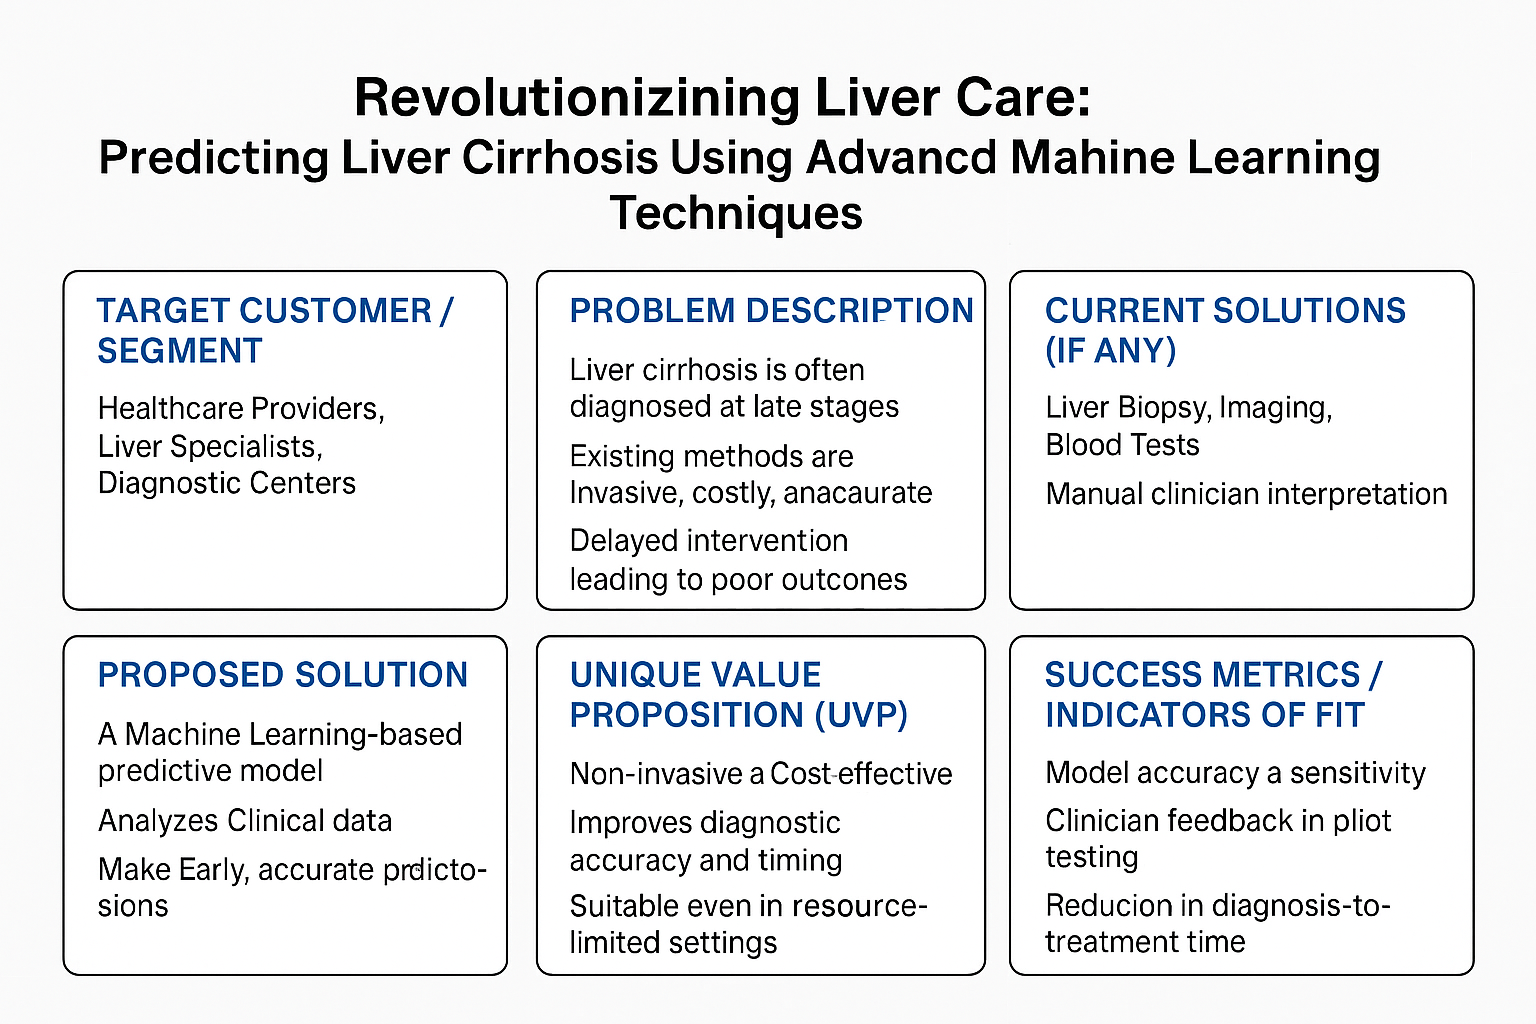 Revolutionizining Liver Care:
Predicting Liver Cirrhosis Using Advancd Mahine Learning
Techniques
TARGET CUSTOMER /
SEGMENT
Healthcare Providers,
Liver Specialists,
Diagnostic Centers
PROBLEM DESCRIPTION
Liver cirrhosis is often
diagnosed at late stages
Existing methods are
Invasive, costly, anacaurate
Delayed intervention
leading to poor outcones
CURRENT SOLUTIONS
(IF ANY)
Liver Biopsy, Imaging,
Blood Tests
Manual clinician interpretation
PROPOSED SOLUTION
A Machine Learning-based
predictive model
Analyzes Clinical data
Make Early, accurate prdicto-
sions
UNIQUE VALUE
PROPOSITION (UVP)
Non-invasive a Cost-effective
Improves diagnostic
accuracy and timing
Suitable even in resource-
limited settings
SUCCESS METRICS /
INDICATORS OF FIT
Model accuracy a sensitivity
Clinician feedback in pliot
testing
Reducion in diagnosis-to-
treatment time